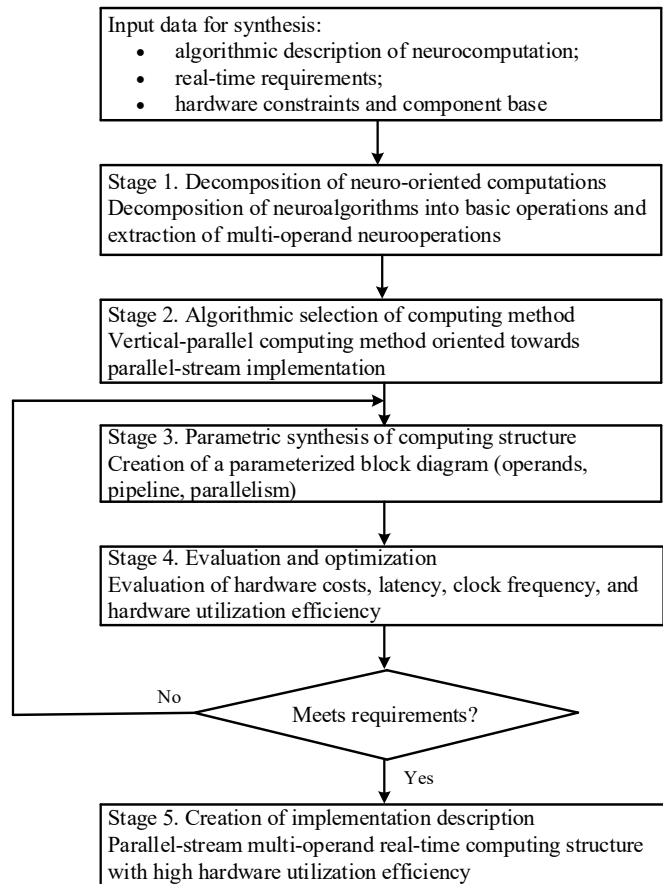 Input data for synthesis:
• algorithmic description of neurocomputation;
• real-time requirements;
• hardware constraints and component base
Stage 1. Decomposition of neuro-oriented computations
Decomposition of neuroalgorithms into basic operations and
extraction of multi-operand neurooperations
Stage 2. Algorithmic selection of computing method
Vertical-parallel computing method oriented towards
parallel-stream implementation
Stage 3. Parametric synthesis of computing structure
Creation of a parameterized block diagram (operands,
pipeline, parallelism)
Stage 4. Evaluation and optimization
Evaluation of hardware costs, latency, clock frequency, and
hardware utilization efficiency
No
Meets requirements?
Yes
Stage 5. Creation of implementation description
Parallel-stream multi-operand real-time computing structure
with high hardware utilization efficiency